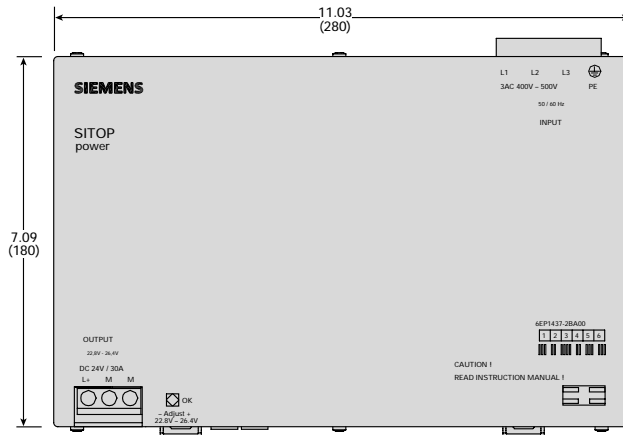 11.03
(280)
L1 L2 L3
3AC 400V – 500V PE
50 / 60 Hz
INPUT
SIEMENS
SITOP
power
7.09
(180)
6EP1437-2BA00
1 2 3 4 5 6
OUTPUT
22,8V - 26,4V
DC 24V / 30A
L+ M M
CAUTION !
READ INSTRUCTION MANUAL !
OK
– Adjust +
22.8V – 26.4V